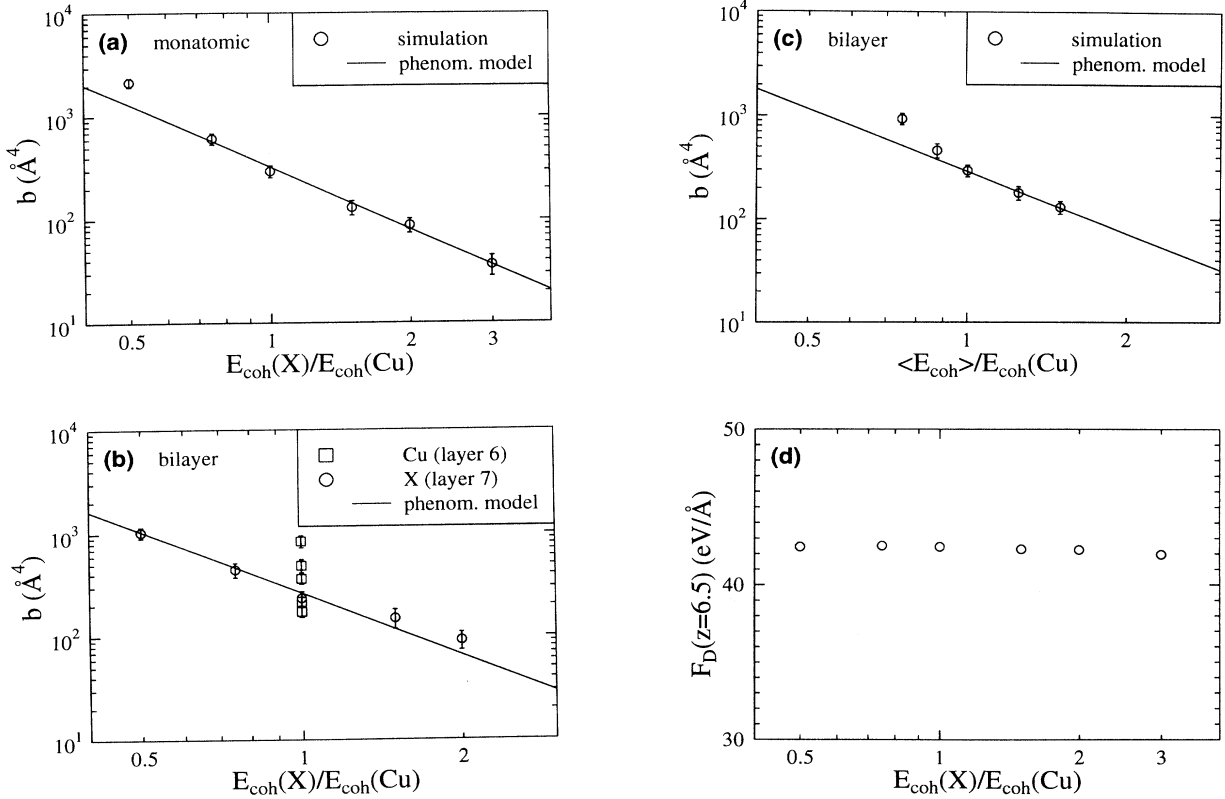 (a) monatomic
simulation
phenom. model
10^4
10^3
10^2
10^1
b (Å^4)
0.5 1 2 3
E_coh(X)/E_coh(Cu)
(c) bilayer
simulation
phenom. model
10^4
10^3
10^2
10^1
b (Å^4)
0.5 1 2
<E_coh>/E_coh(Cu)
(b) bilayer
Cu (layer 6)
X (layer 7)
phenom. model
10^4
10^3
10^2
10^1
b (Å^4)
0.5 1 2
E_coh(X)/E_coh(Cu)
(d)
50
40
30
F_D(z=6.5) (eV/Å)
0.5 1 2 3
E_coh(X)/E_coh(Cu)